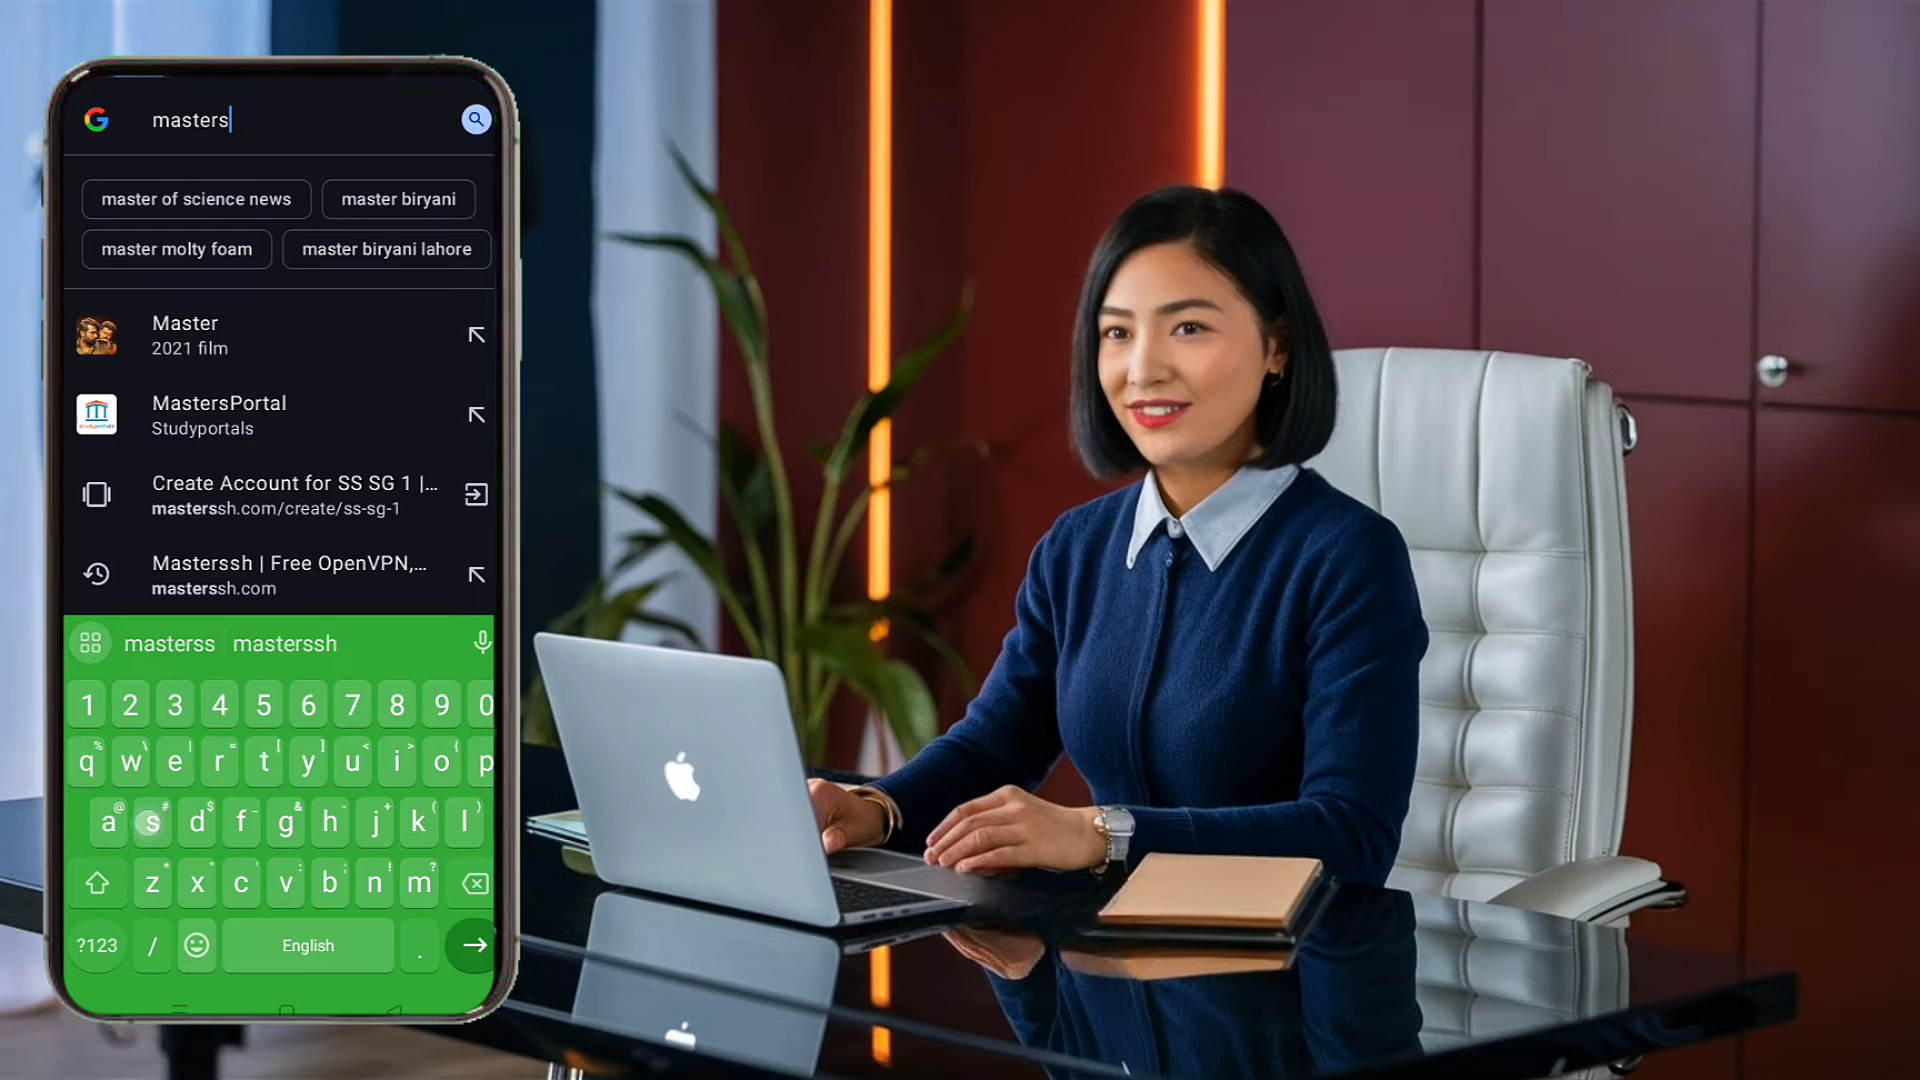 masters
master of science news
master biryani
master molty foam
master biryani lahore
Master
2021 film
MastersPortal
Studyportals
Create Account for SS SG 1 |...
masterssh.com/create/ss-sg-1
Masterssh | Free OpenVPN,...
masterssh.com
masterss masterssh
1 2 3 4 5 6 7 8 9 0
q w e r t y u i o p
a s d f g h j k l
z x c v b n m
?123 / English .